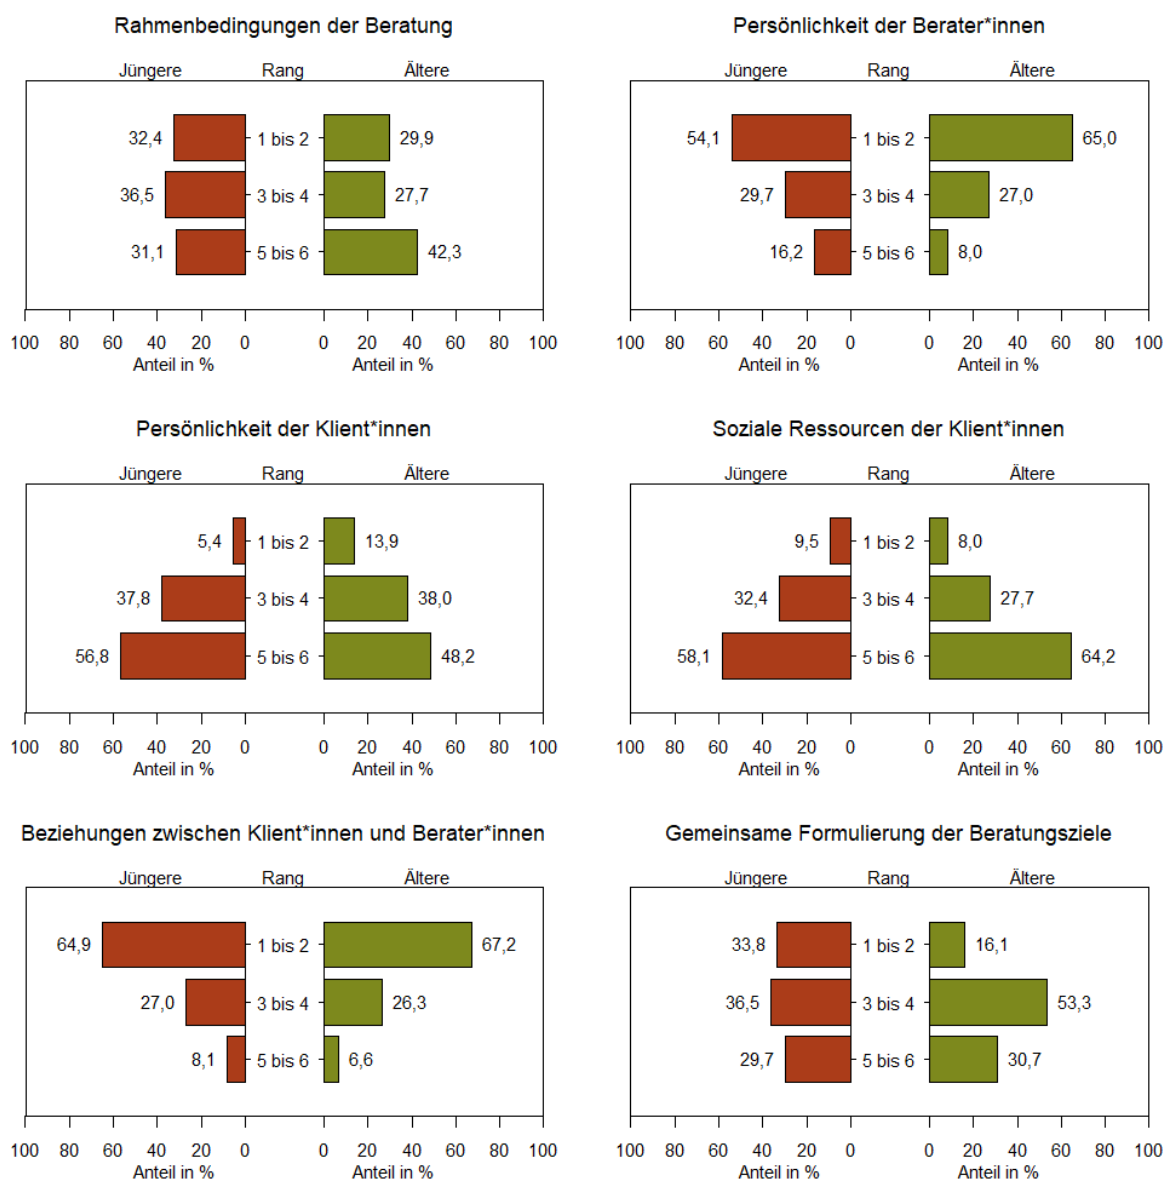 Rahmenbedingungen der Beratung
Jüngere Rang Ältere
32,4 1 bis 2 29,9
36,5 3 bis 4 27,7
31,1 5 bis 6 42,3
100 80 60 40 20 0 0 20 40 60 80 100
Anteil in % Anteil in %
Persönlichkeit der Berater*innen
Jüngere Rang Ältere
54,1 1 bis 2 65,0
29,7 3 bis 4 27,0
16,2 5 bis 6 8,0
100 80 60 40 20 0 0 20 40 60 80 100
Anteil in % Anteil in %
Persönlichkeit der Klient*innen
Jüngere Rang Ältere
5,4 1 bis 2 13,9
37,8 3 bis 4 38,0
56,8 5 bis 6 48,2
100 80 60 40 20 0 0 20 40 60 80 100
Anteil in % Anteil in %
Soziale Ressourcen der Klient*innen
Jüngere Rang Ältere
9,5 1 bis 2 8,0
32,4 3 bis 4 27,7
58,1 5 bis 6 64,2
100 80 60 40 20 0 0 20 40 60 80 100
Anteil in % Anteil in %
Beziehungen zwischen Klient*innen und Berater*innen
Jüngere Rang Ältere
64,9 1 bis 2 67,2
27,0 3 bis 4 26,3
8,1 5 bis 6 6,6
100 80 60 40 20 0 0 20 40 60 80 100
Anteil in % Anteil in %
Gemeinsame Formulierung der Beratungsziele
Jüngere Rang Ältere
33,8 1 bis 2 16,1
36,5 3 bis 4 53,3
29,7 5 bis 6 30,7
100 80 60 40 20 0 0 20 40 60 80 100
Anteil in % Anteil in %